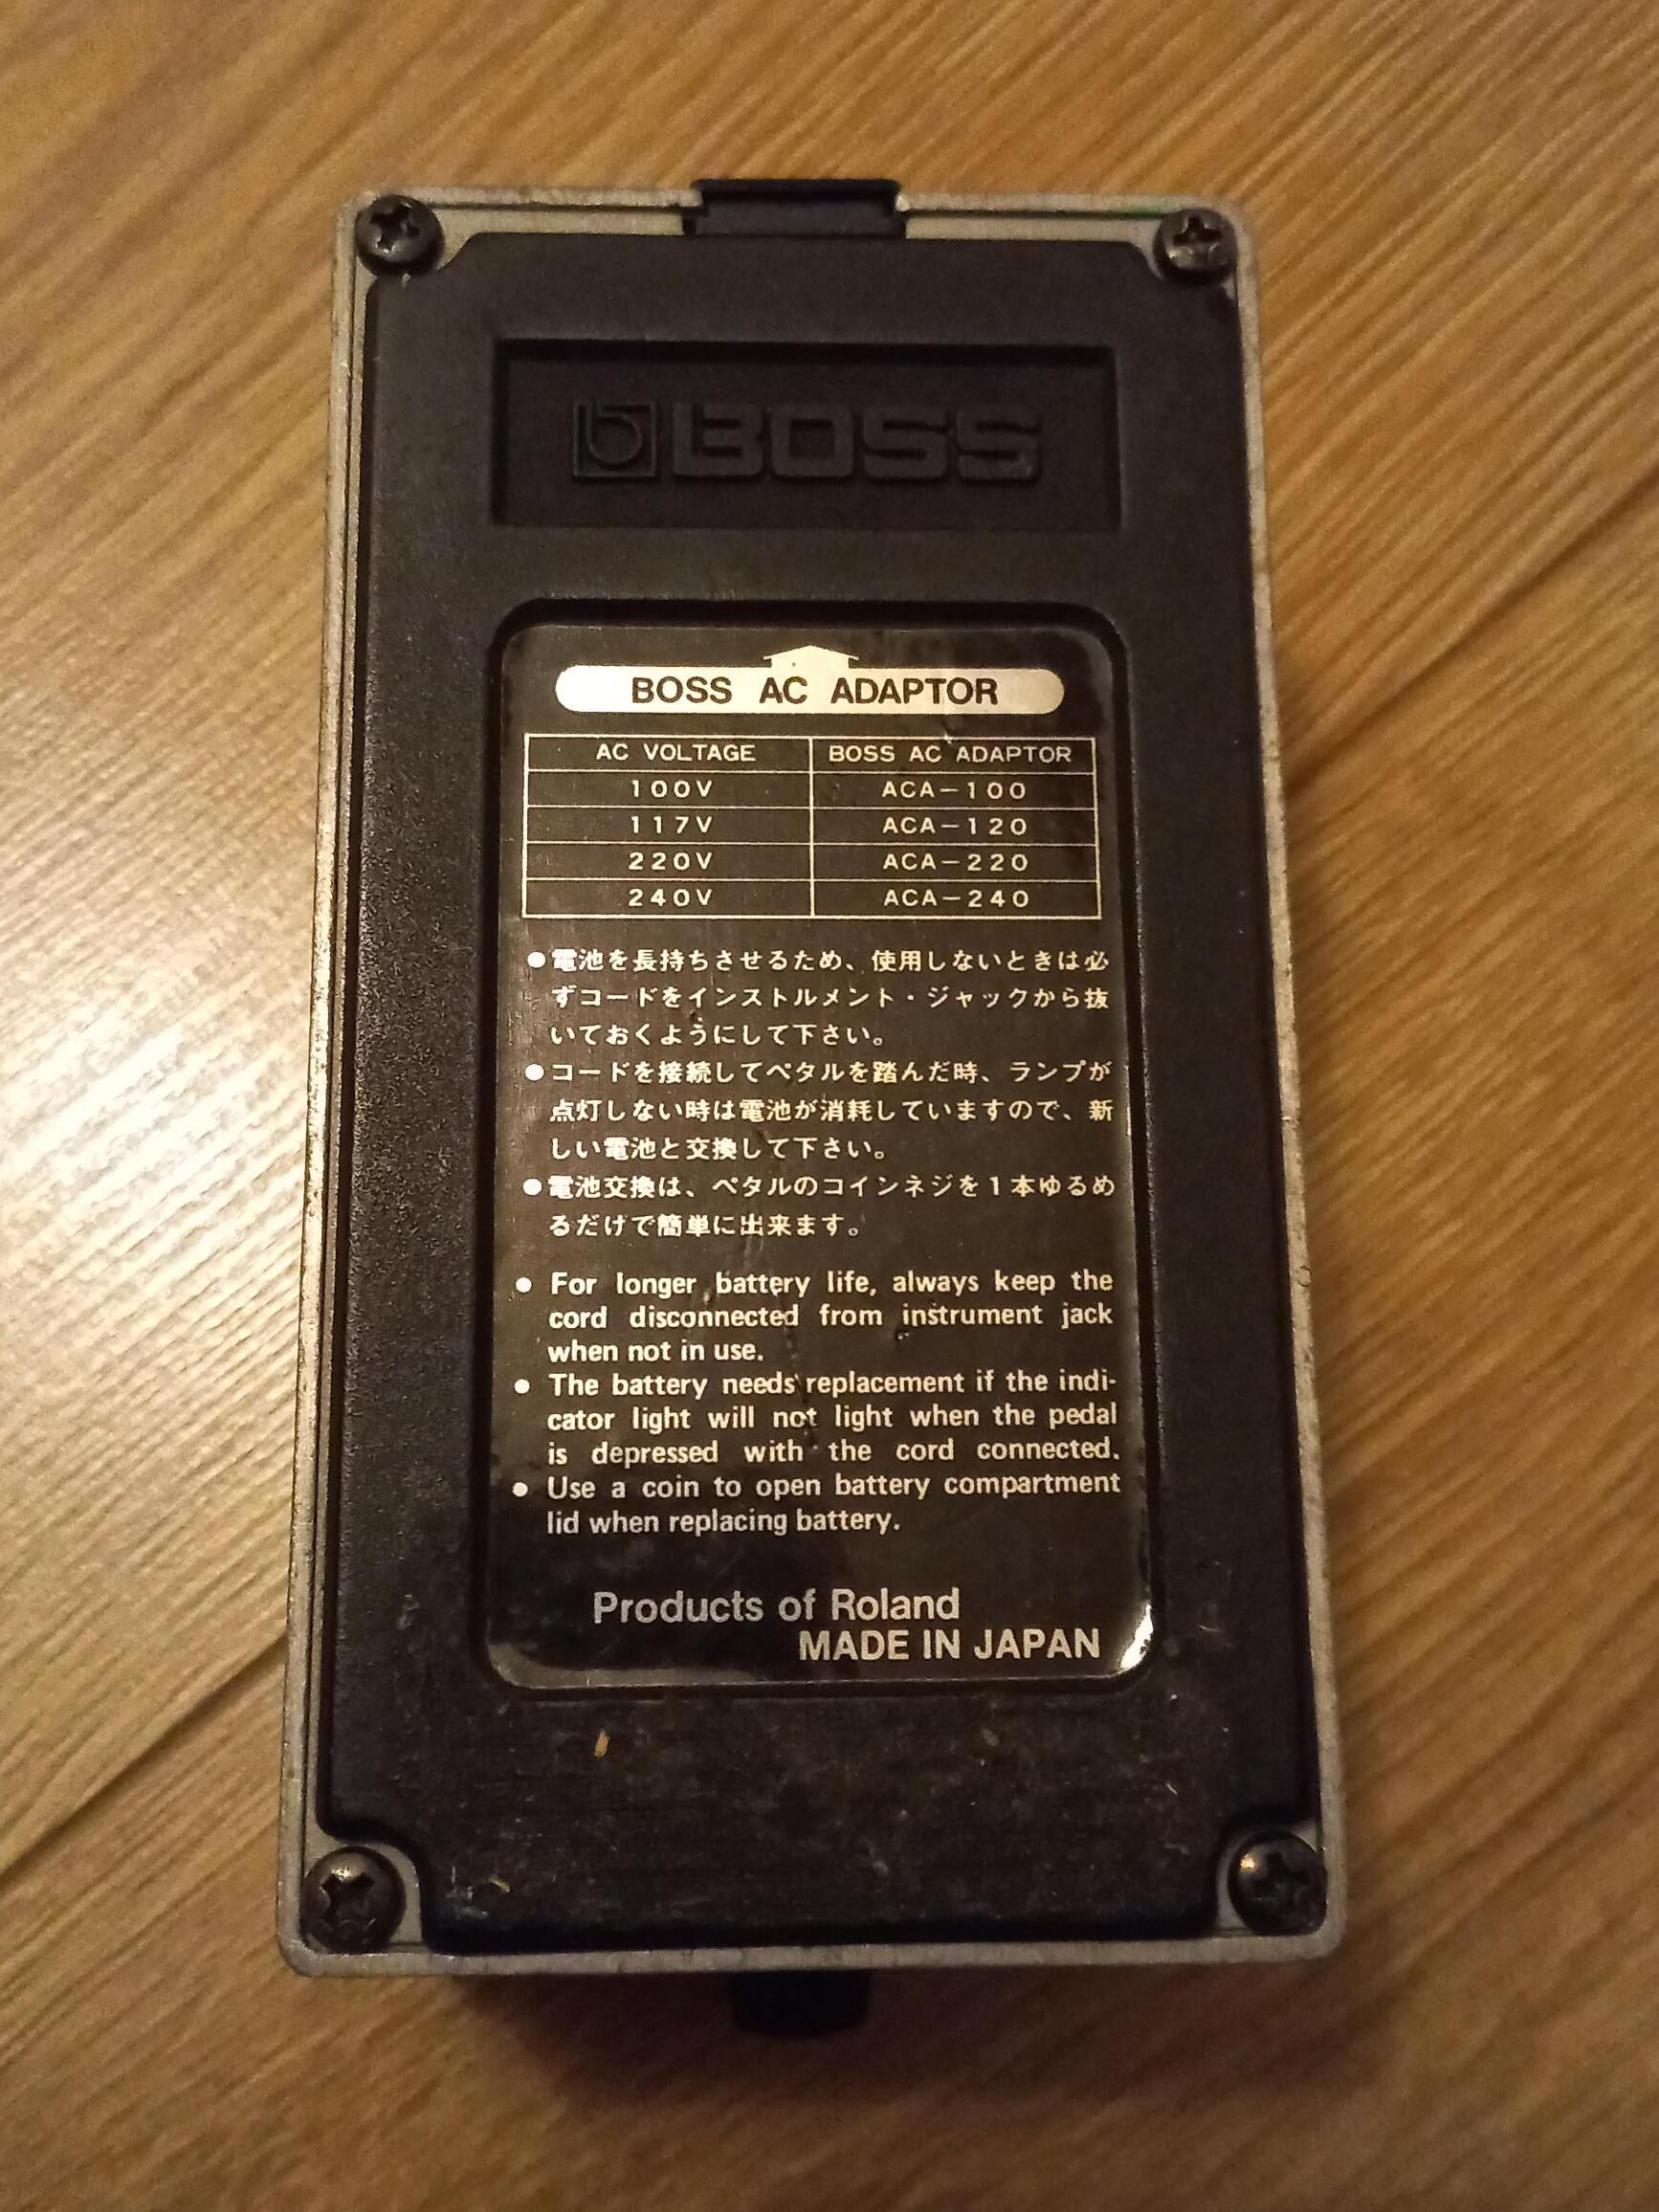 BOSS
BOSS AC ADAPTOR
AC VOLTAGE BOSS AC ADAPTOR
100V ACA-100
117V ACA-120
220V ACA-220
240V ACA-240
●電池を長持ちさせるため、使用しないときは必
ずコードをインストルメント・ジャックから抜
いておくようにして下さい。
●コードを接続してペタルを踏んだ時、ランプが
点灯しない時は電池が消耗していますので、新
しい電池と交換して下さい。
●電池交換は、ペタルのコインネジを1本ゆるめ
るだけで簡単に出来ます。
● For longer battery life, always keep the
cord disconnected from instrument jack
when not in use.
● The battery needs replacement if the indi-
cator light will not light when the pedal
is depressed with the cord connected.
● Use a coin to open battery compartment
lid when replacing battery.
Products of Roland
MADE IN JAPAN